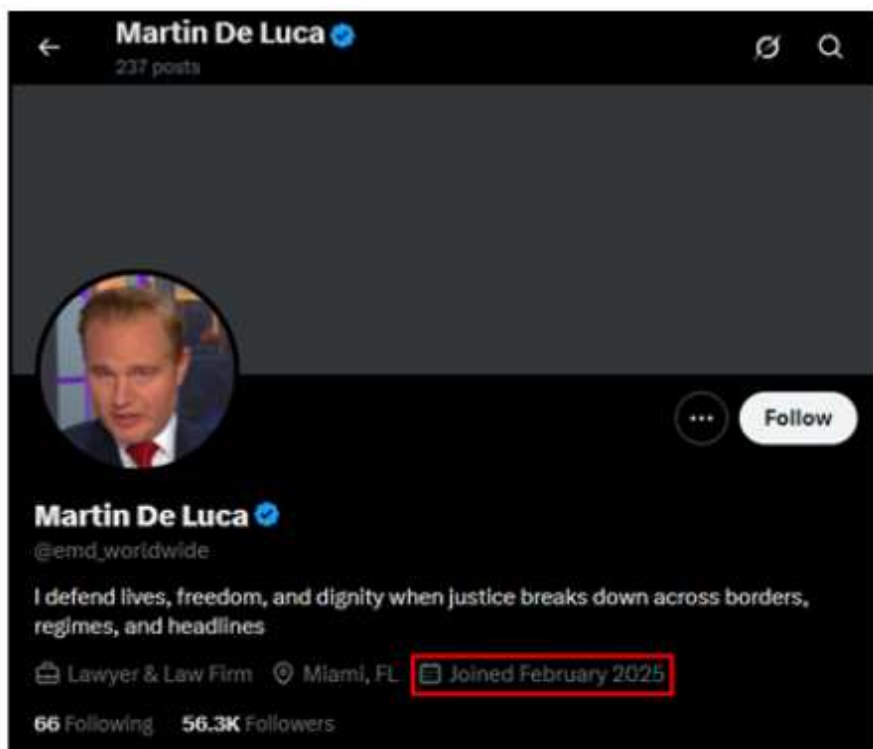 Martin De Luca
237 posts
Follow
Martin De Luca
@emd_worldwide
I defend lives, freedom, and dignity when justice breaks down across borders,
regimes, and headlines
Lawyer & Law Firm Miami, FL Joined February 2025
66 Following 56.3K Followers